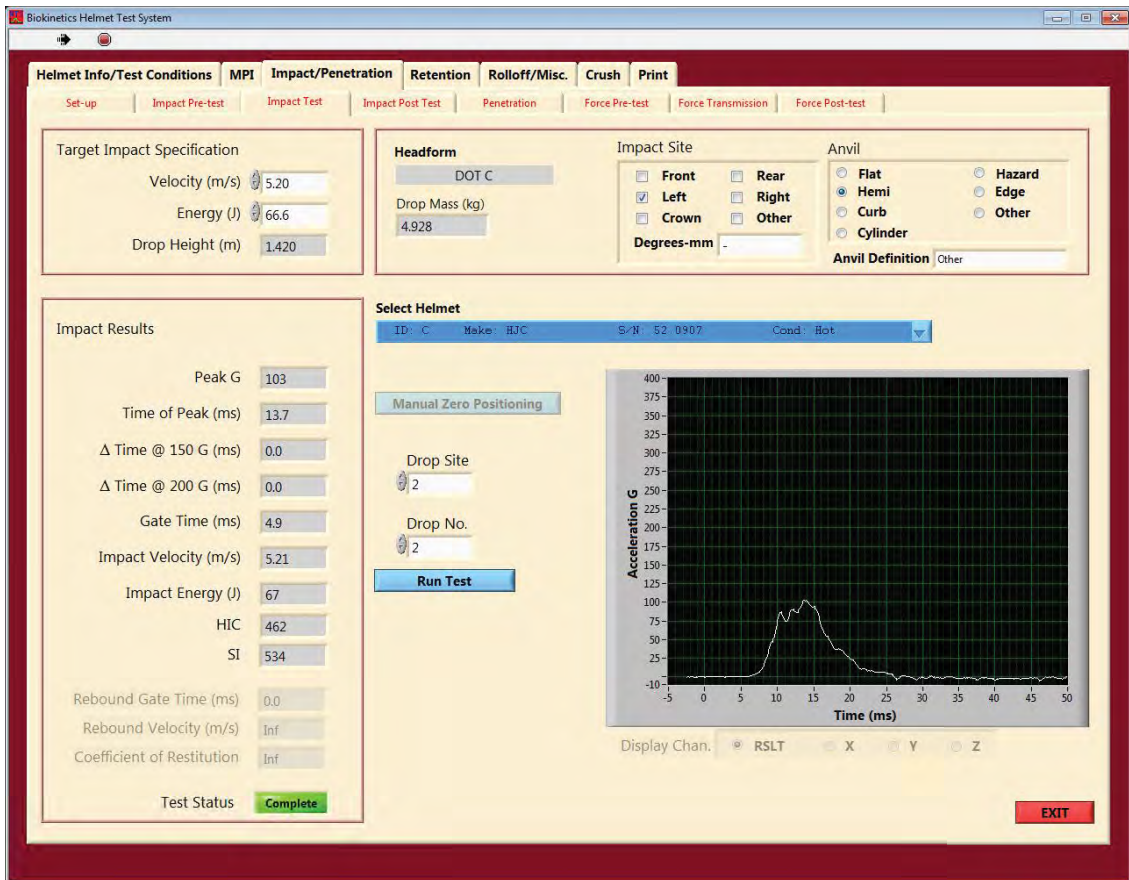 Biokinetics Helmet Test System
Helmet Info/Test Conditions MPI Impact/Penetration Retention Rolloff/Misc. Crush Print
Set-up Impact Pre-test Impact Test Impact Post Test Penetration Force Pre-test Force Transmission Force Post-test
Target Impact Specification
Velocity (m/s) 5.20
Energy (J) 66.6
Drop Height (m) 1.420
Headform
DOT C
Drop Mass (kg)
4.928
Impact Site
Front Rear
Left Right
Crown Other
Degrees-mm -
Anvil
Flat Hazard
Hemi Edge
Curb Other
Cylinder
Anvil Definition Other
Impact Results
Peak G 103
Time of Peak (ms) 13.7
Δ Time @ 150 G (ms) 0.0
Δ Time @ 200 G (ms) 0.0
Gate Time (ms) 4.9
Impact Velocity (m/s) 5.21
Impact Energy (J) 67
HIC 462
SI 534
Rebound Gate Time (ms) 0.0
Rebound Velocity (m/s) Inf
Coefficient of Restitution Inf
Test Status Complete
Select Helmet
ID: C Make: HJC S/N: 52 0907 Cond: Hot
Manual Zero Positioning
Drop Site
2
Drop No.
2
Run Test
Acceleration G
400
375
350
325
300
275
250
225
200
175
150
125
100
75
50
25
-10
-5 0 5 10 15 20 25 30 35 40 45 50
Time (ms)
Display Chan. RSLT X Y Z
EXIT